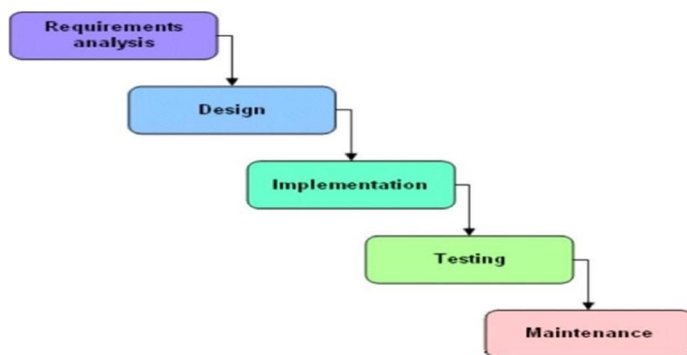 Requirements
analysis
Design
Implementation
Testing
Maintenance